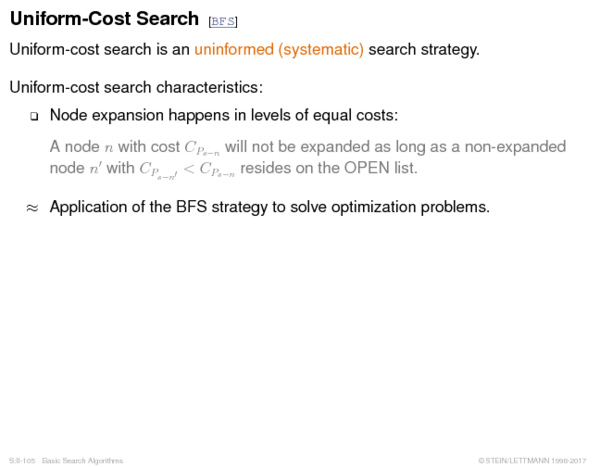 Uniform-Cost Search [BFS]
Uniform-cost search is an uninformed (systematic) search strategy.
Uniform-cost search characteristics:
❑ Node expansion happens in levels of equal costs:
A node n with cost C_{P_{s−n}} will not be expanded as long as a non-expanded
node n′ with C_{P_{s−n′}} < C_{P_{s−n}} resides on the OPEN list.
≈ Application of the BFS strategy to solve optimization problems.
S:II-105 Basic Search Algorithms ©STEIN/LETTMANN 1998-2017